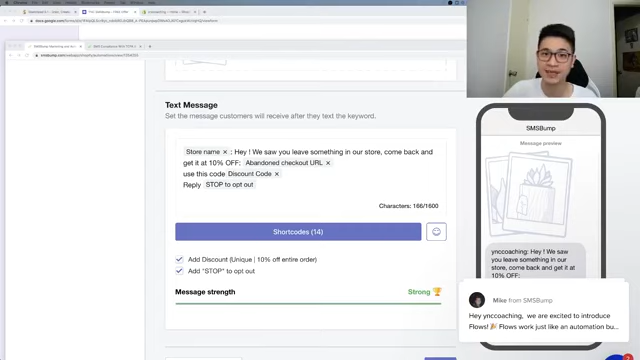 Text Message
Set the message customers will receive after they text the keyword.
Store name × : Hey ! We saw you leave something in our store, come back and
get it at 10% OFF: Abandoned checkout URL ×
use this code Discount Code ×
Reply STOP to opt out
Characters: 166/1600
Shortcodes (14)
Add Discount (Unique | 10% off entire order)
Add "STOP" to opt out
Message strength
Strong
SMSBump
Message preview
ynccoaching: Hey ! We
saw you leave something in
our store, come back and
get it at 10% OFF:
Mike from SMSBump
Hey ynccoaching, we are excited to introduce
Flows! 🎉 Flows work just like an automation bu...